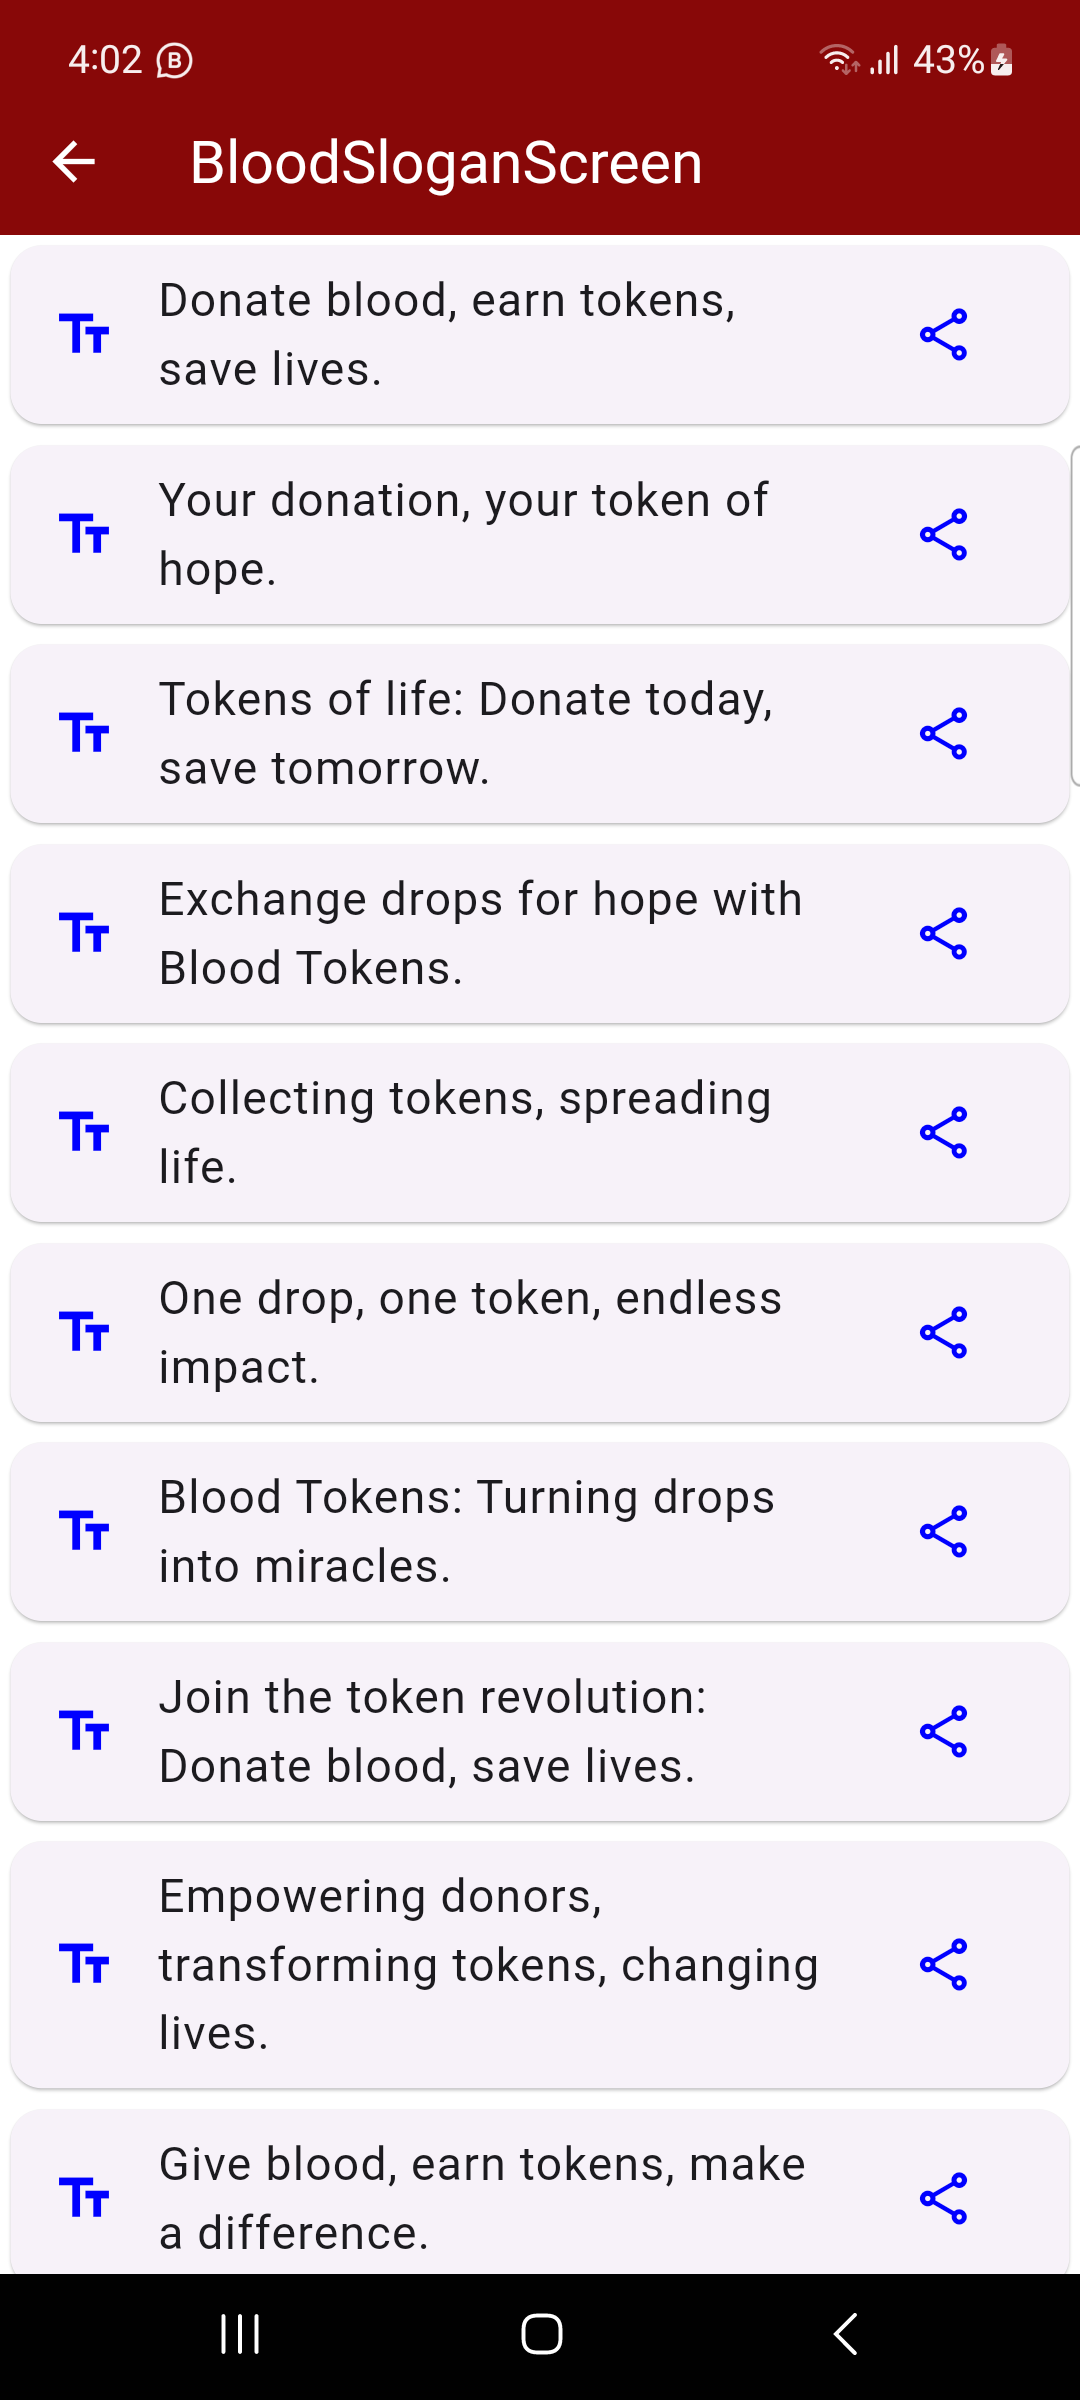 4:02
43%
BloodSloganScreen
Donate blood, earn tokens,
save lives.
Your donation, your token of
hope.
Tokens of life: Donate today,
save tomorrow.
Exchange drops for hope with
Blood Tokens.
Collecting tokens, spreading
life.
One drop, one token, endless
impact.
Blood Tokens: Turning drops
into miracles.
Join the token revolution:
Donate blood, save lives.
Empowering donors,
transforming tokens, changing
lives.
Give blood, earn tokens, make
a difference.